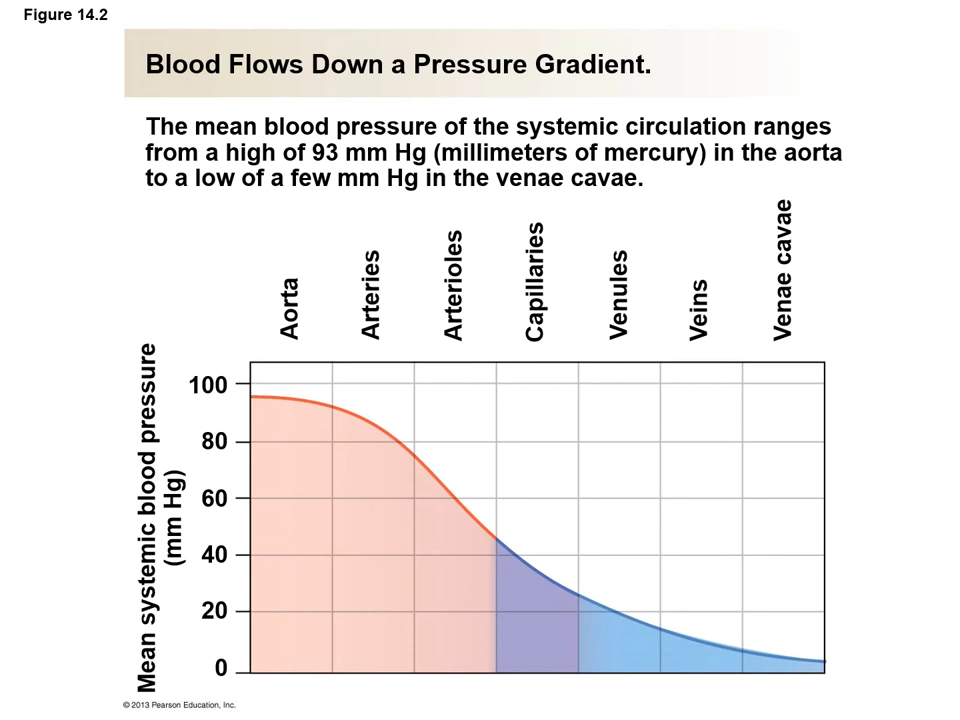 Figure 14.2
Blood Flows Down a Pressure Gradient.
The mean blood pressure of the systemic circulation ranges
from a high of 93 mm Hg (millimeters of mercury) in the aorta
to a low of a few mm Hg in the venae cavae.
Aorta
Arteries
Arterioles
Capillaries
Venules
Veins
Venae cavae
Mean systemic blood pressure
(mm Hg)
100
80
60
40
20
0
© 2013 Pearson Education, Inc.